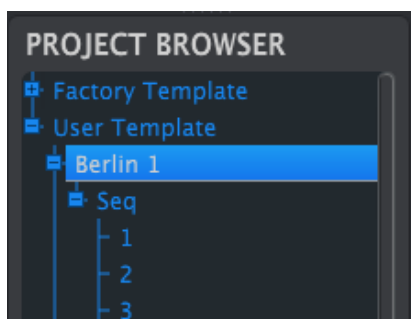 PROJECT BROWSER
Factory Template
User Template
Berlin 1
Seq
1
2
3